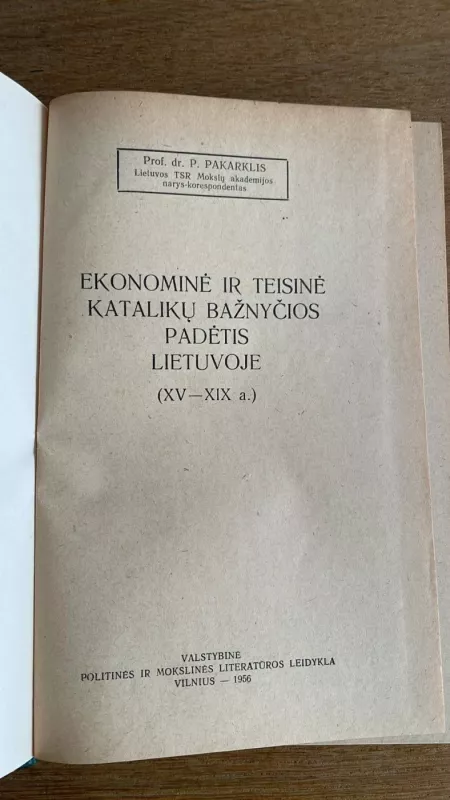 Prof. dr. P. PAKARKLIS
Lietuvos TSR Mokslų akademijos
narys-korespondentas
EKONOMINĖ IR TEISINĖ
KATALIKŲ BAŽNYČIOS
PADĖTIS
LIETUVOJE
(XV—XIX a.)
VALSTYBINĖ
POLITINĖS IR MOKSLINĖS LITERATŪROS LEIDYKLA
VILNIUS — 1956